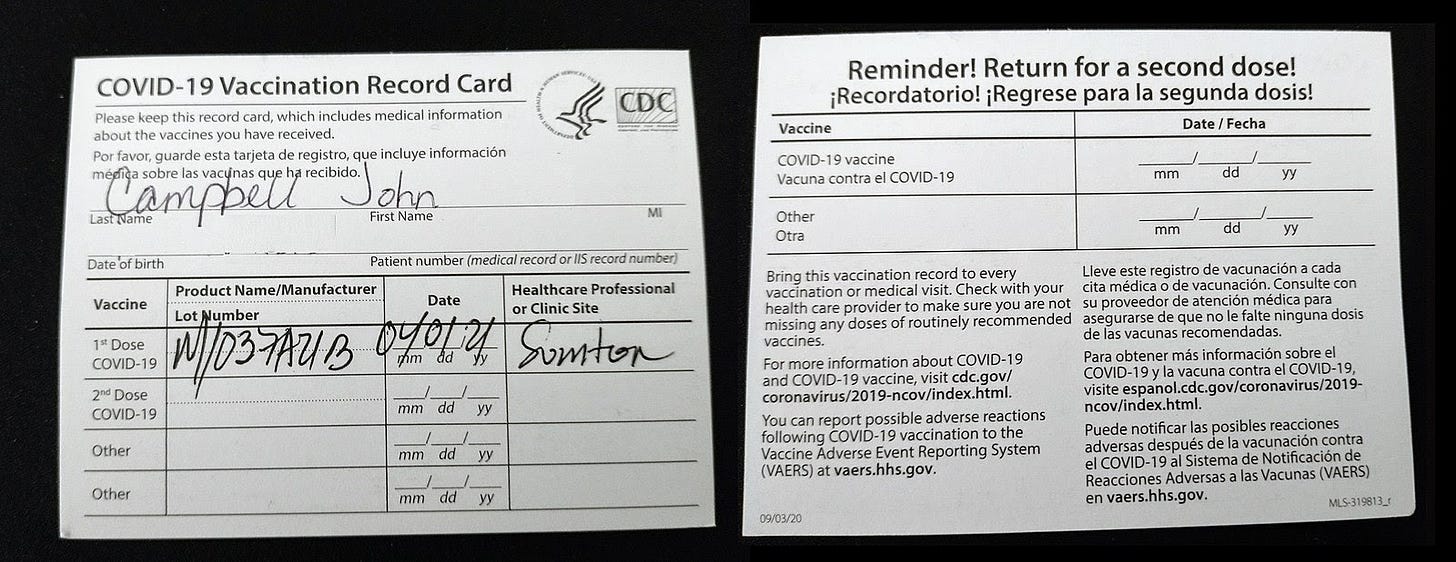 COVID-19 Vaccination Record Card
CDC
Please keep this record card, which includes medical information
about the vaccines you have received.
Por favor, guarde esta tarjeta de registro, que incluye información
médica sobre las vacunas que ha recibido.
Campbell John
Last Name First Name MI
Date of birth Patient number (medical record or IIS record number)
Vaccine
Product Name/Manufacturer
Lot Number
Date
Healthcare Professional
or Clinic Site
1st Dose
COVID-19
M/037A21B
04/01/21
mm dd yy
2nd Dose
COVID-19
mm dd yy
Other
mm dd yy
Other
mm dd yy
Reminder! Return for a second dose!
¡Recordatorio! ¡Regrese para la segunda dosis!
Vaccine Date / Fecha
COVID-19 vaccine
Vacuna contra el COVID-19
mm dd yy
Other
Otra
mm dd yy
Bring this vaccination record to every
vaccination or medical visit. Check with your
health care provider to make sure you are not
missing any doses of routinely recommended
vaccines.
For more information about COVID-19
and COVID-19 vaccine, visit cdc.gov/
coronavirus/2019-ncov/index.html.
You can report possible adverse reactions
following COVID-19 vaccination to the
Vaccine Adverse Event Reporting System
(VAERS) at vaers.hhs.gov.
09/03/20
Lleve este registro de vacunación a cada
cita médica o de vacunación. Consulte con
su proveedor de atención médica para
asegurarse de que no le falte ninguna dosis
de las vacunas recomendadas.
Para obtener más información sobre el
COVID-19 y la vacuna contra el COVID-19,
visite espanol.cdc.gov/coronavirus/2019-
ncov/index.html.
Puede notificar las posibles reacciones
adversas después de la vacunación contra
el COVID-19 al Sistema de Notificación de
Reacciones Adversas a las Vacunas (VAERS)
en vaers.hhs.gov.
MLS-319813_r